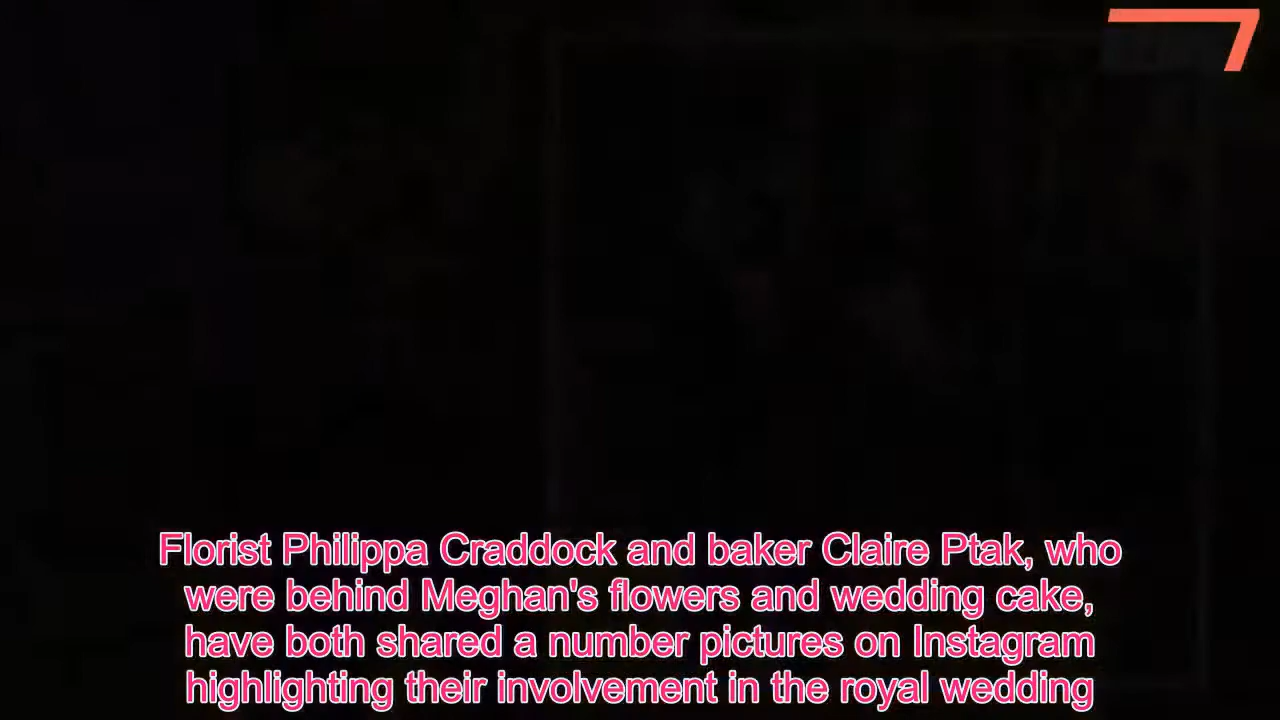 Florist Philippa Craddock and baker Claire Ptak, who
were behind Meghan's flowers and wedding cake,
have both shared a number pictures on Instagram
highlighting their involvement in the royal wedding